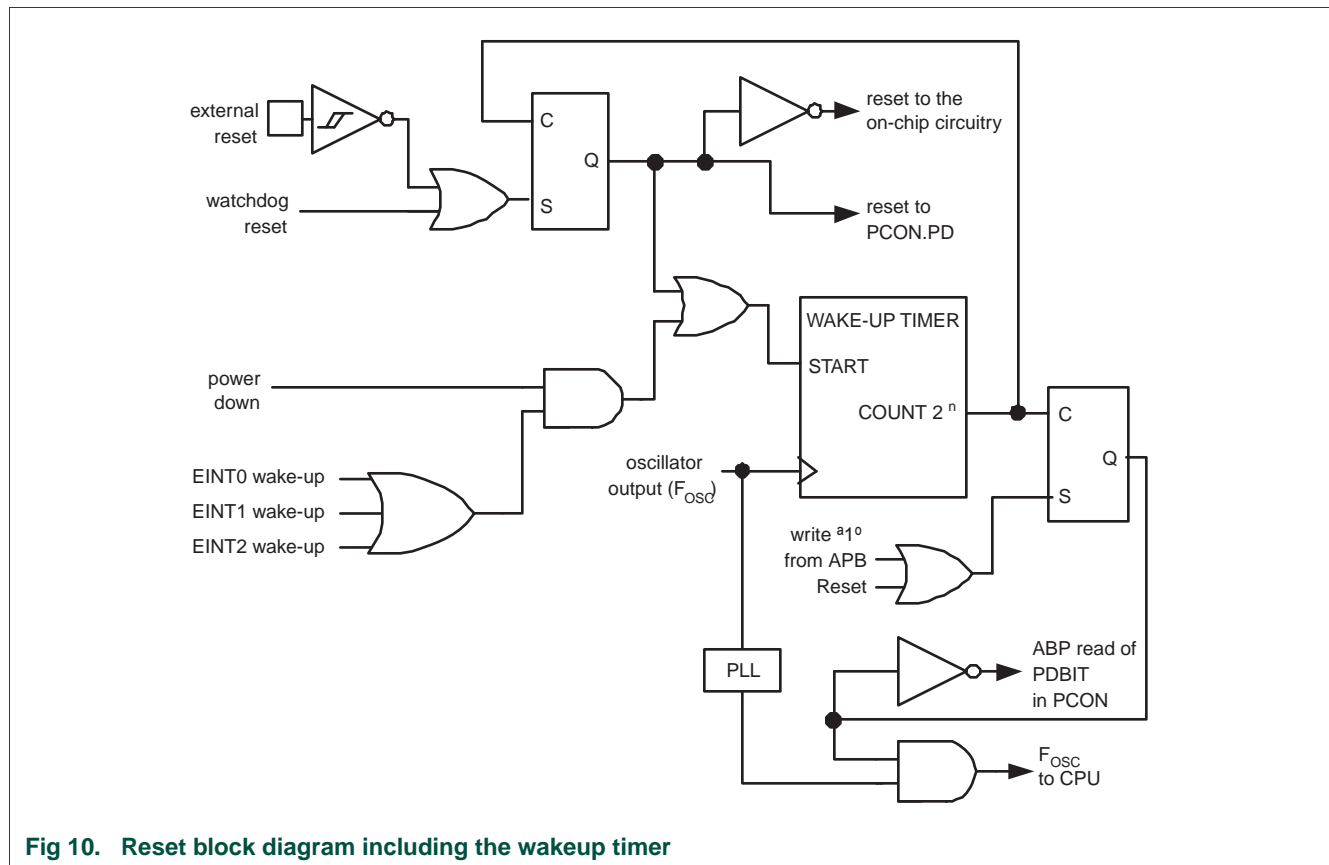 external
reset
C
Q
S
reset to the
on-chip circuitry
watchdog
reset
reset to
PCON.PD
WAKE-UP TIMER
START
COUNT 2 n
power
down
C
Q
S
oscillator
output (FOSC)
EINT0 wake-up
EINT1 wake-up
EINT2 wake-up
write ª1º
from APB
Reset
PLL
ABP read of
PDBIT
in PCON
FOSC
to CPU
Fig 10. Reset block diagram including the wakeup timer